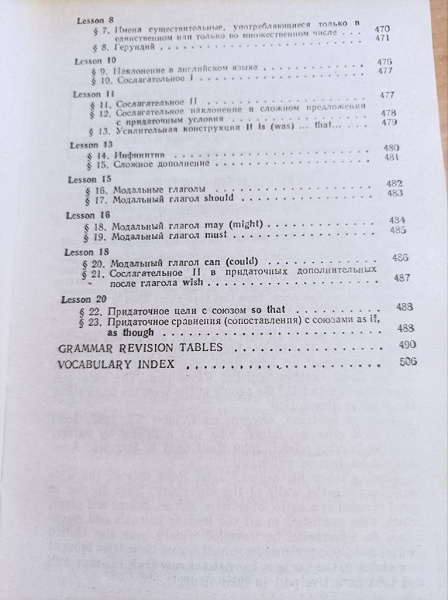 Lesson 8
§ 7. Имена существительные, употребляющиеся только в
единственном или только во множественном числе . . . 470
§ 8. Герундий . . . . . . . . . . . . . . . . . . 471
Lesson 10
§ 9. Наклонение в английском языке . . . . . . . . 476
§ 10. Сослагательное I . . . . . . . . . . . . . . 477
Lesson 11
§ 11. Сослагательное II . . . . . . . . . . . . . 477
§ 12. Сослагательное наклонение в сложном предложении
с придаточным условия . . . . . . . . . . . . 478
§ 13. Усилительная конструкция It is (was) ... that... . . . . 479
Lesson 13
§ 14. Инфинитив . . . . . . . . . . . . . . . . . 480
§ 15. Сложное дополнение . . . . . . . . . . . . . 481
Lesson 15
§ 16. Модальные глаголы . . . . . . . . . . . . . 482
§ 17. Модальный глагол should . . . . . . . . . . . 483
Lesson 16
§ 18. Модальный глагол may (might) . . . . . . . . . 484
§ 19. Модальный глагол must . . . . . . . . . . . . 485
Lesson 18
§ 20. Модальный глагол can (could) . . . . . . . . . 486
§ 21. Сослагательное II в придаточных дополнительных
после глагола wish . . . . . . . . . . . . . . 487
Lesson 20
§ 22. Придаточное цели с союзом so that . . . . . . . 488
§ 23. Придаточное сравнения (сопоставления) с союзами as if,
as though . . . . . . . . . . . . . . . . . 488
GRAMMAR REVISION TABLES . . . . . . . . . . . . 490
VOCABULARY INDEX . . . . . . . . . . . . . . . 506